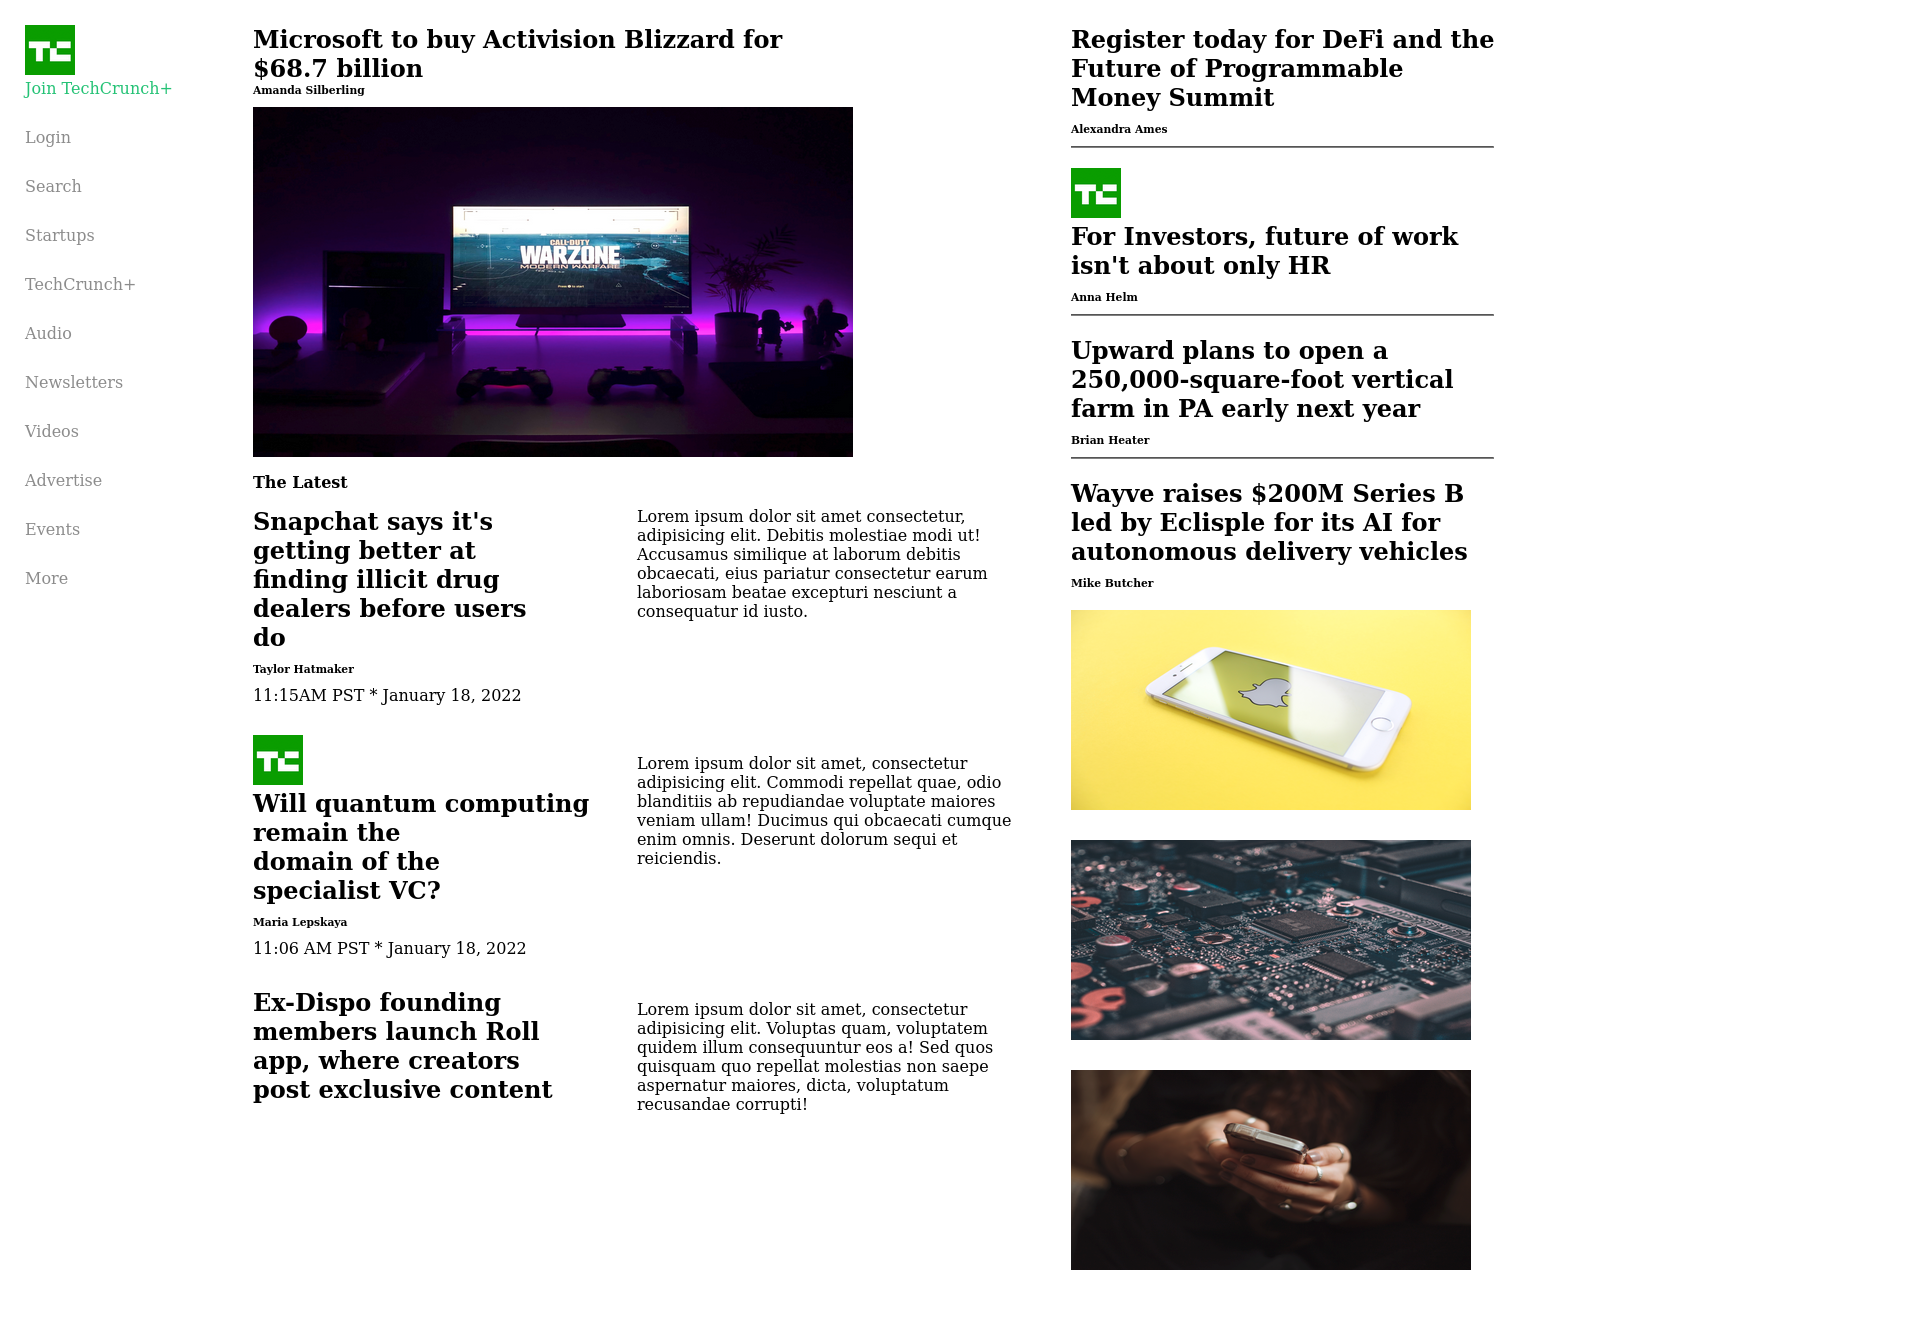 TC
Join TechCrunch+
Login
Search
Startups
TechCrunch+
Audio
Newsletters
Videos
Advertise
Events
More
Microsoft to buy Activision Blizzard for
$68.7 billion
Amanda Silberling
CALL·DUTY
WARZONE
MODERN WARFARE
The Latest
Snapchat says it's
getting better at
finding illicit drug
dealers before users
do
Taylor Hatmaker
11:15AM PST * January 18, 2022
Lorem ipsum dolor sit amet consectetur,
adipisicing elit. Debitis molestiae modi ut!
Accusamus similique at laborum debitis
obcaecati, eius pariatur consectetur earum
laboriosam beatae excepturi nesciunt a
consequatur id iusto.
TC
Will quantum computing
remain the
domain of the
specialist VC?
Maria Lepskaya
11:06 AM PST * January 18, 2022
Lorem ipsum dolor sit amet, consectetur
adipisicing elit. Commodi repellat quae, odio
blanditiis ab repudiandae voluptate maiores
veniam ullam! Ducimus qui obcaecati cumque
enim omnis. Deserunt dolorum sequi et
reiciendis.
Ex-Dispo founding
members launch Roll
app, where creators
post exclusive content
Lorem ipsum dolor sit amet, consectetur
adipisicing elit. Voluptas quam, voluptatem
quidem illum consequuntur eos a! Sed quos
quisquam quo repellat molestias non saepe
aspernatur maiores, dicta, voluptatum
recusandae corrupti!
Register today for DeFi and the
Future of Programmable
Money Summit
Alexandra Ames
TC
For Investors, future of work
isn't about only HR
Anna Helm
Upward plans to open a
250,000-square-foot vertical
farm in PA early next year
Brian Heater
Wayve raises $200M Series B
led by Eclisple for its AI for
autonomous delivery vehicles
Mike Butcher